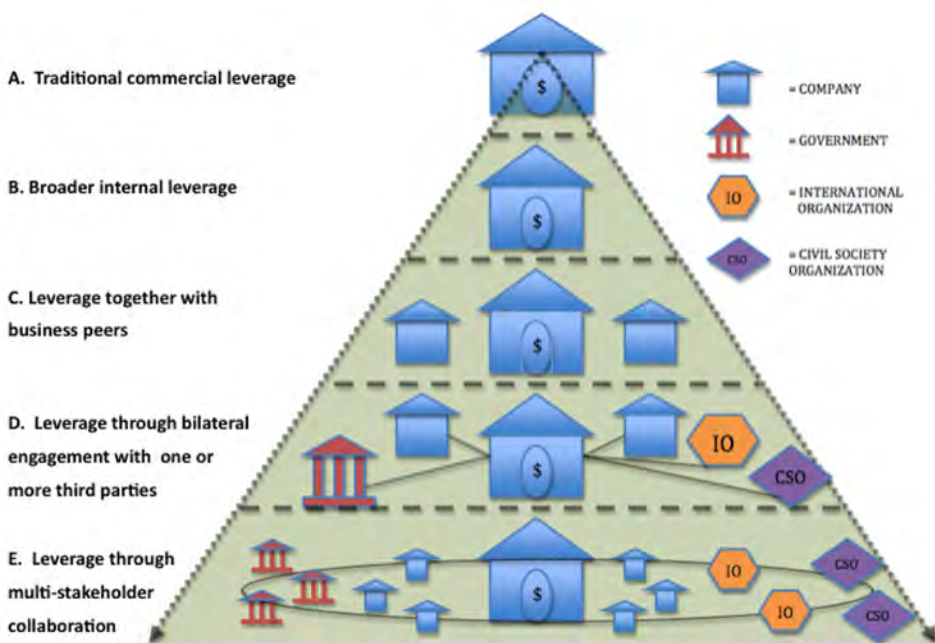 A. Traditional commercial leverage
$
= COMPANY
= GOVERNMENT
B. Broader internal leverage
$
IO
= INTERNATIONAL
ORGANIZATION
CSO
= CIVIL SOCIETY
ORGANIZATION
C. Leverage together with
business peers
$
D. Leverage through bilateral
engagement with one or
more third parties
$
IO
CSO
E. Leverage through
multi-stakeholder
collaboration
$
IO
IO
CSO
CSO